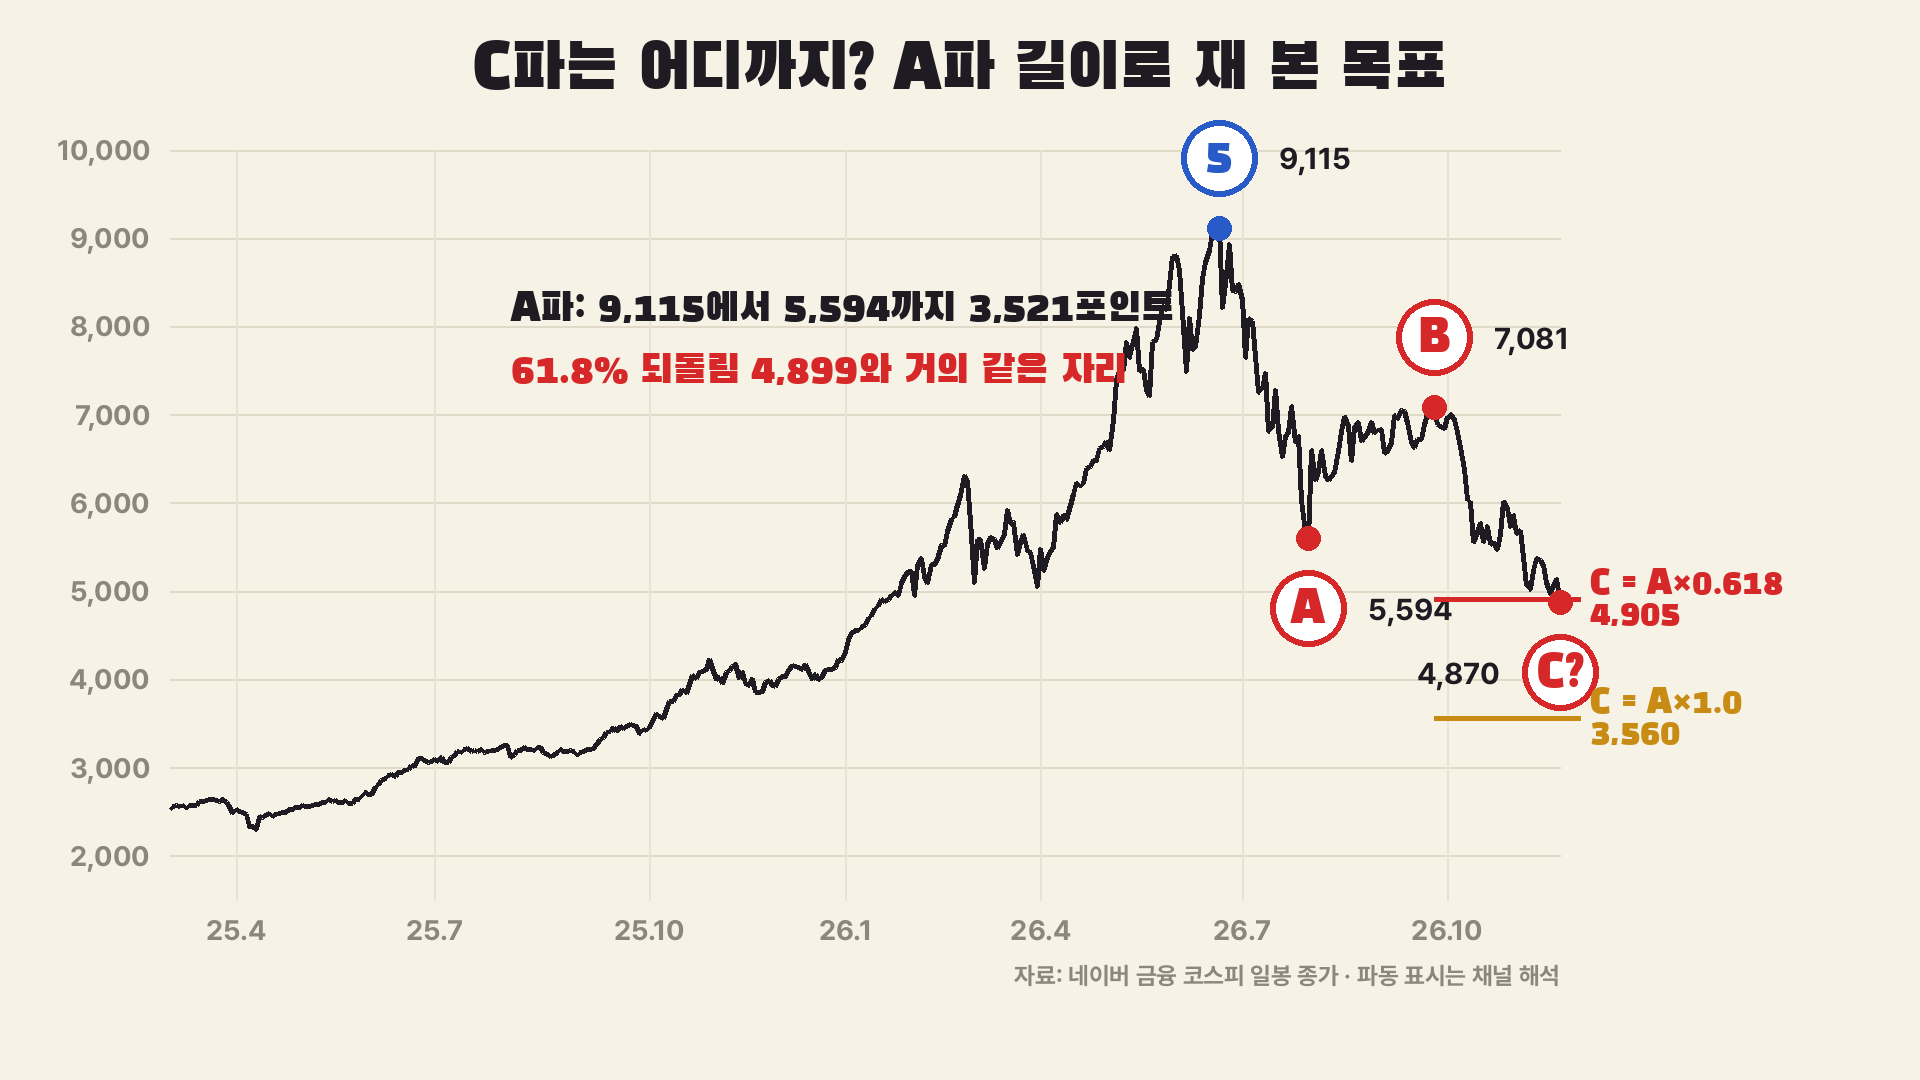 C파는 어디까지? A파 길이로 재 본 목표
10,000
9,000
8,000
7,000
6,000
5,000
4,000
3,000
2,000
5 9,115
A파: 9,115에서 5,594까지 3,521포인트
61.8% 되돌림 4,899와 거의 같은 자리
B 7,081
A 5,594
C = A×0.618
4,905
4,870 C?
C = A×1.0
3,560
25.4 25.7 25.10 26.1 26.4 26.7 26.10
자료: 네이버 금융 코스피 일봉 종가 · 파동 표시는 채널 해석